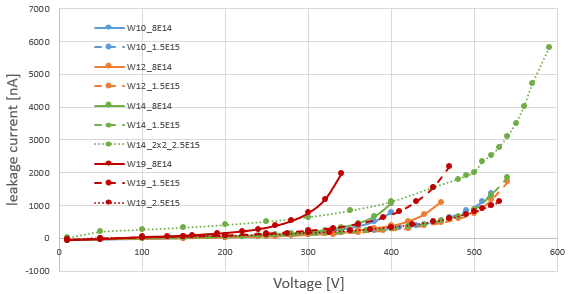 7000
6000
5000
4000
3000
2000
1000
0
-1000
leakage current [nA]
W10_8E14
W10_1.5E15
W12_8E14
W12_1.5E15
W14_8E14
W14_1.5E15
W14_2x2_2.5E15
W19_8E14
W19_1.5E15
W19_2.5E15
0 100 200 300 400 500 600
Voltage [V]